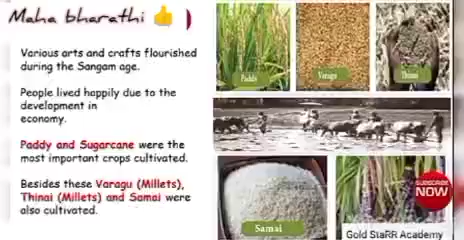 Maha bharathi
Various arts and crafts flourished
during the Sangam age.
People lived happily due to the
development in
economy.
Paddy and Sugarcane were the
most important crops cultivated.
Besides these Varagu (Millets),
Thinai (Millets) and Samai were
also cultivated.
Paddy
Varagu
Thinai
Samai
SUBSCRIBE
NOW
Gold StaRR Academy